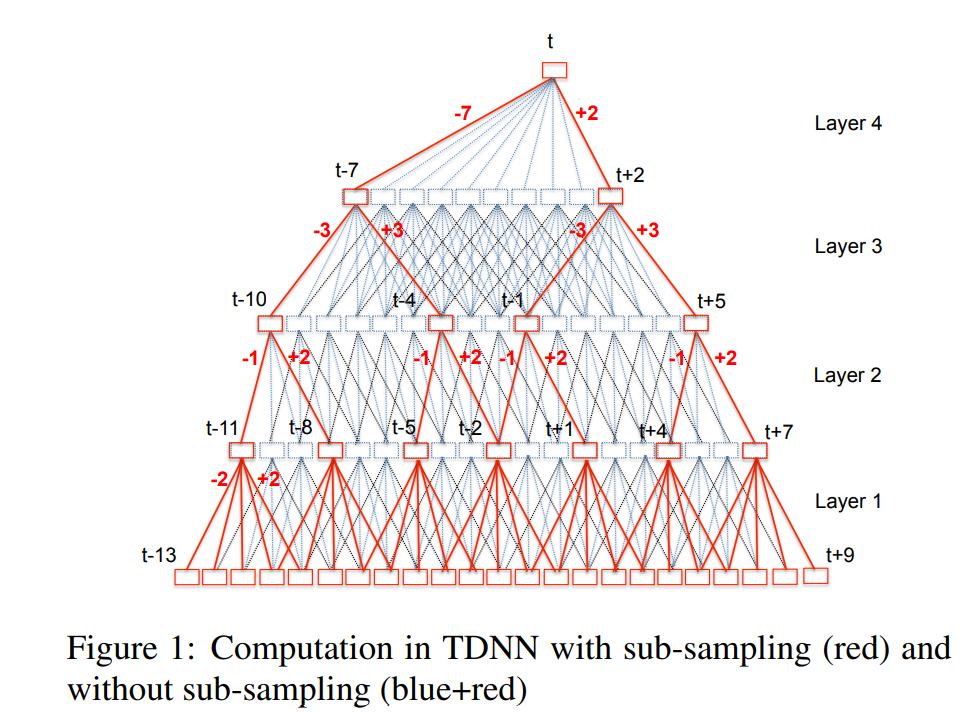 t
-7 +2 Layer 4
t-7 t+2
-3 +3 -3 +3 Layer 3
t-10 t-4 t-1 t+5
-1 +2 -1 +2 -1 +2 -1 +2 Layer 2
t-11 t-8 t-5 t-2 t+1 t+4 t+7
-2 +2 Layer 1
t-13 t+9
Figure 1: Computation in TDNN with sub-sampling (red) and
without sub-sampling (blue+red)